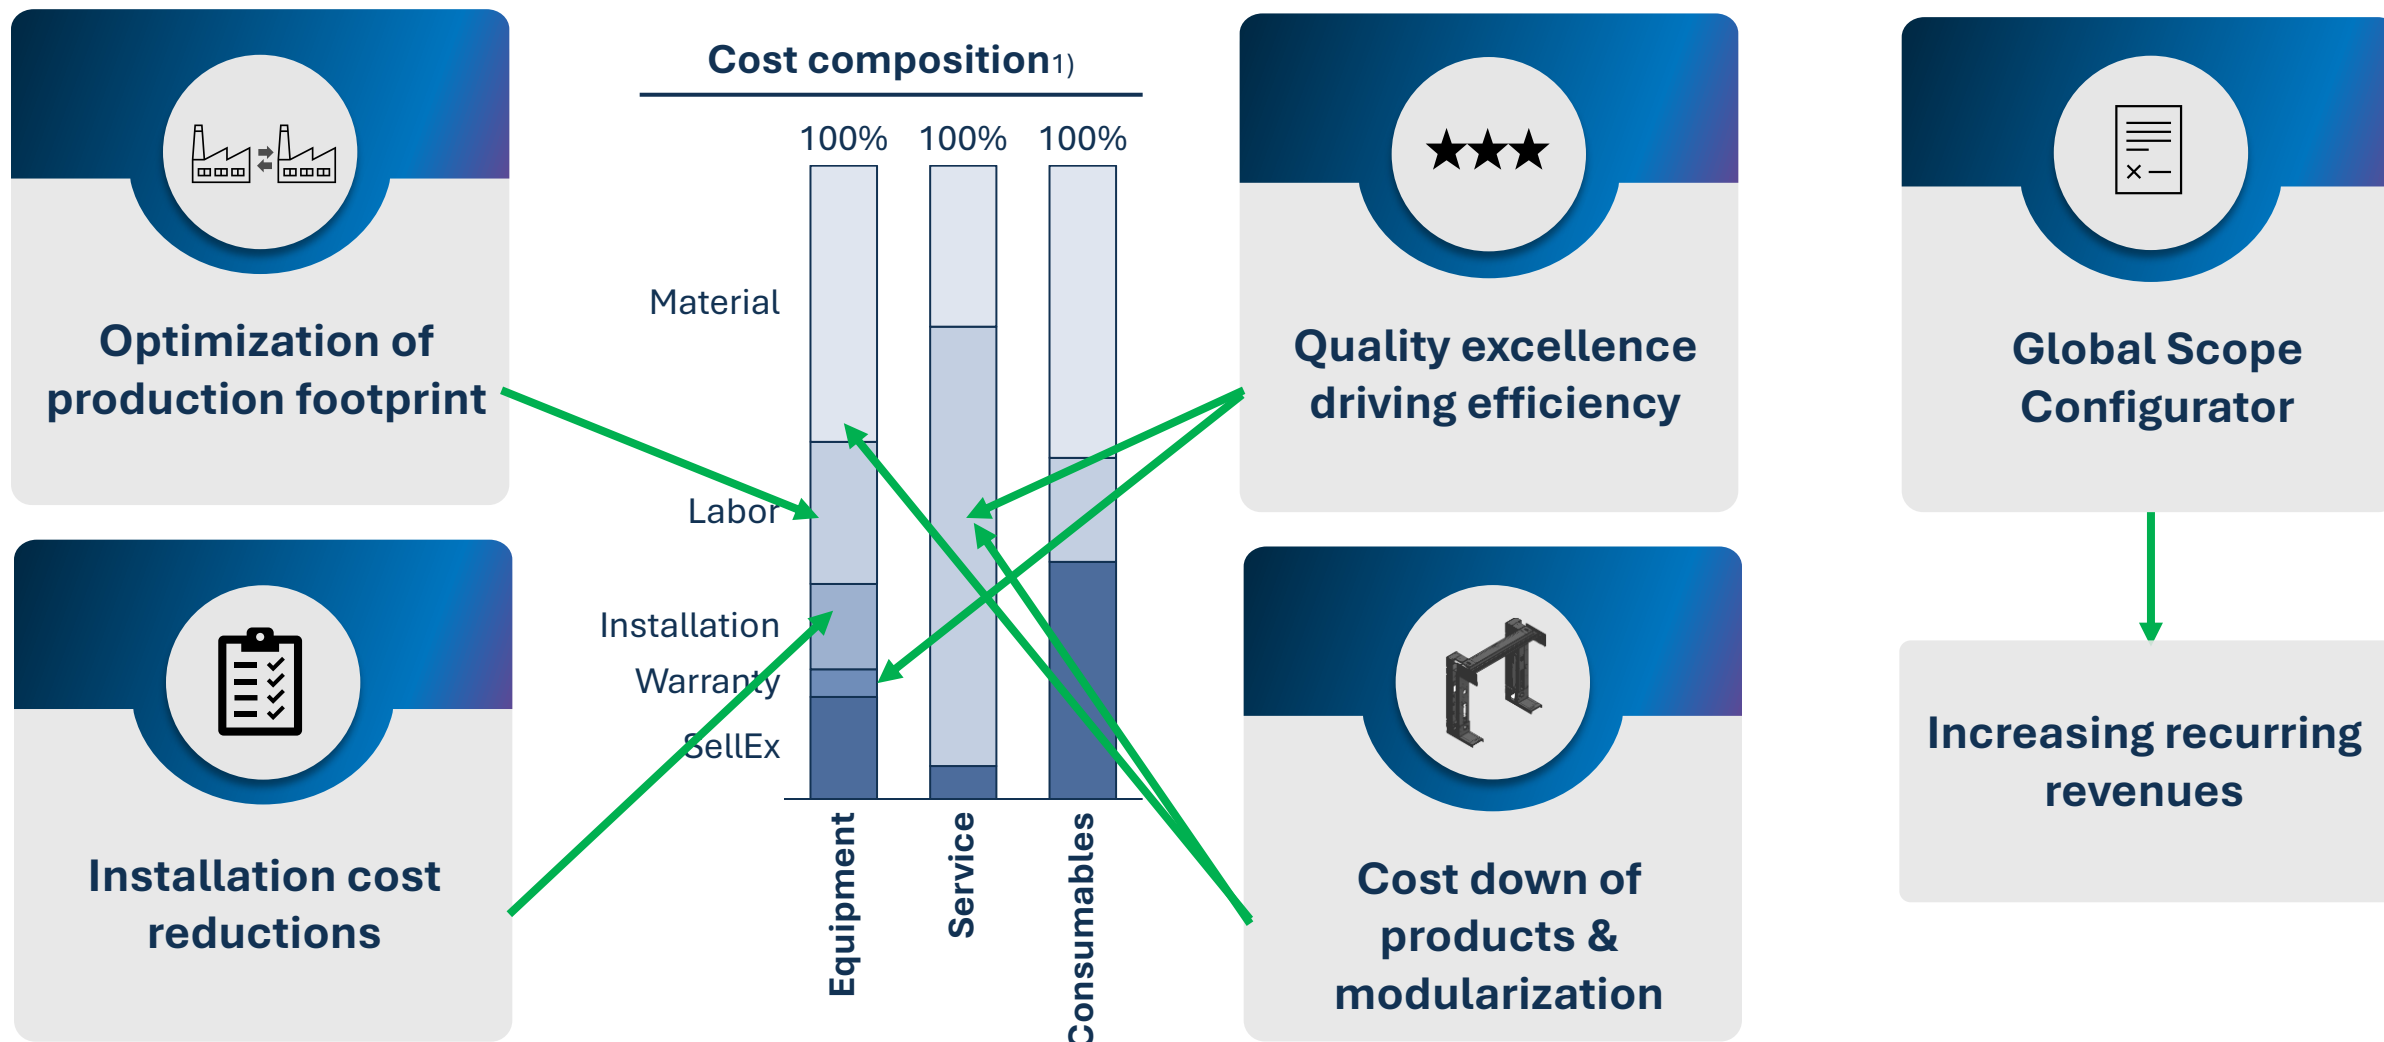 Cost composition1)
100% 100% 100%
Material
Labor
Installation
Warranty
SellEx
Equipment
Service
Consumables
Optimization of
production footprint
Installation cost
reductions
Quality excellence
driving efficiency
Cost down of
products &
modularization
Global Scope
Configurator
Increasing recurring
revenues